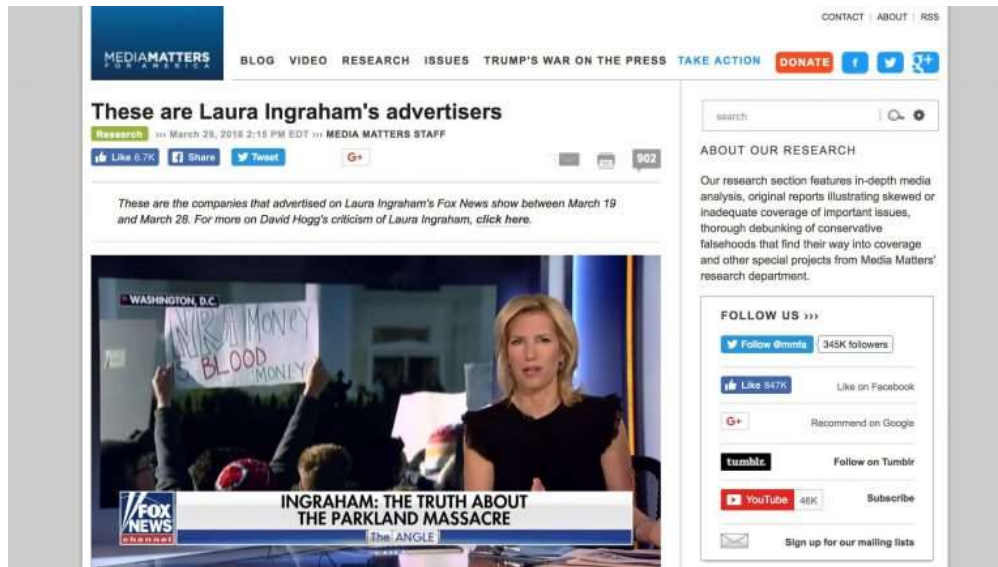 CONTACT | ABOUT | RSS
MEDIAMATTERS
FOR AMERICA
BLOG VIDEO RESEARCH ISSUES TRUMP'S WAR ON THE PRESS TAKE ACTION DONATE f g+
These are Laura Ingraham's advertisers
Research ››› March 29, 2018 2:15 PM EDT ››› MEDIA MATTERS STAFF
Like 6.7K Share Tweet G+ 902
These are the companies that advertised on Laura Ingraham's Fox News show between March 19
and March 28. For more on David Hogg's criticism of Laura Ingraham, click here.
WASHINGTON, D.C.
NRA MONEY
IS BLOOD
MONEY
INGRAHAM: THE TRUTH ABOUT
THE PARKLAND MASSACRE
FOX
NEWS
channel
The ANGLE
search
ABOUT OUR RESEARCH
Our research section features in-depth media
analysis, original reports illustrating skewed or
inadequate coverage of important issues,
thorough debunking of conservative
falsehoods that find their way into coverage
and other special projects from Media Matters'
research department.
FOLLOW US ›››
Follow @mmfa 345K followers
Like 847K Like on Facebook
G+ Recommend on Google
tumblr. Follow on Tumblr
YouTube 46K Subscribe
Sign up for our mailing lists